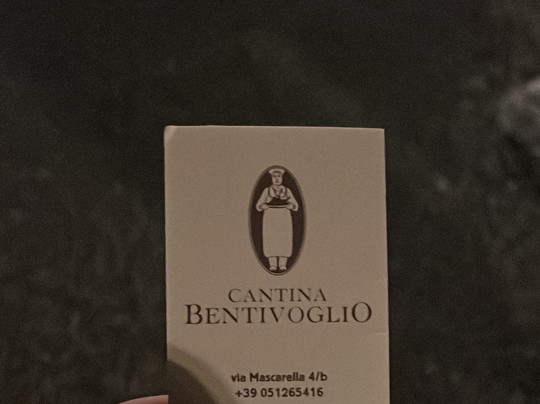 CANTINA
BENTIVOGLIO
via Mascarella 4/b
+39 051265416